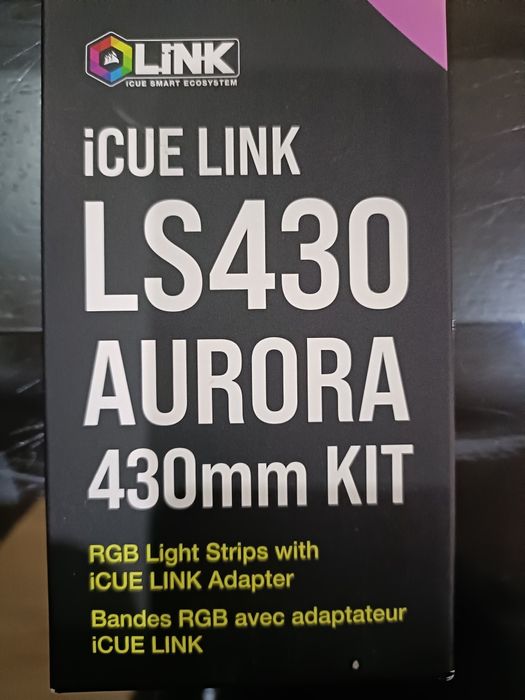 LINK
iCUE SMART ECOSYSTEM
iCUE LINK
LS430
AURORA
430mm KIT
RGB Light Strips with
iCUE LINK Adapter
Bandes RGB avec adaptateur
iCUE LINK